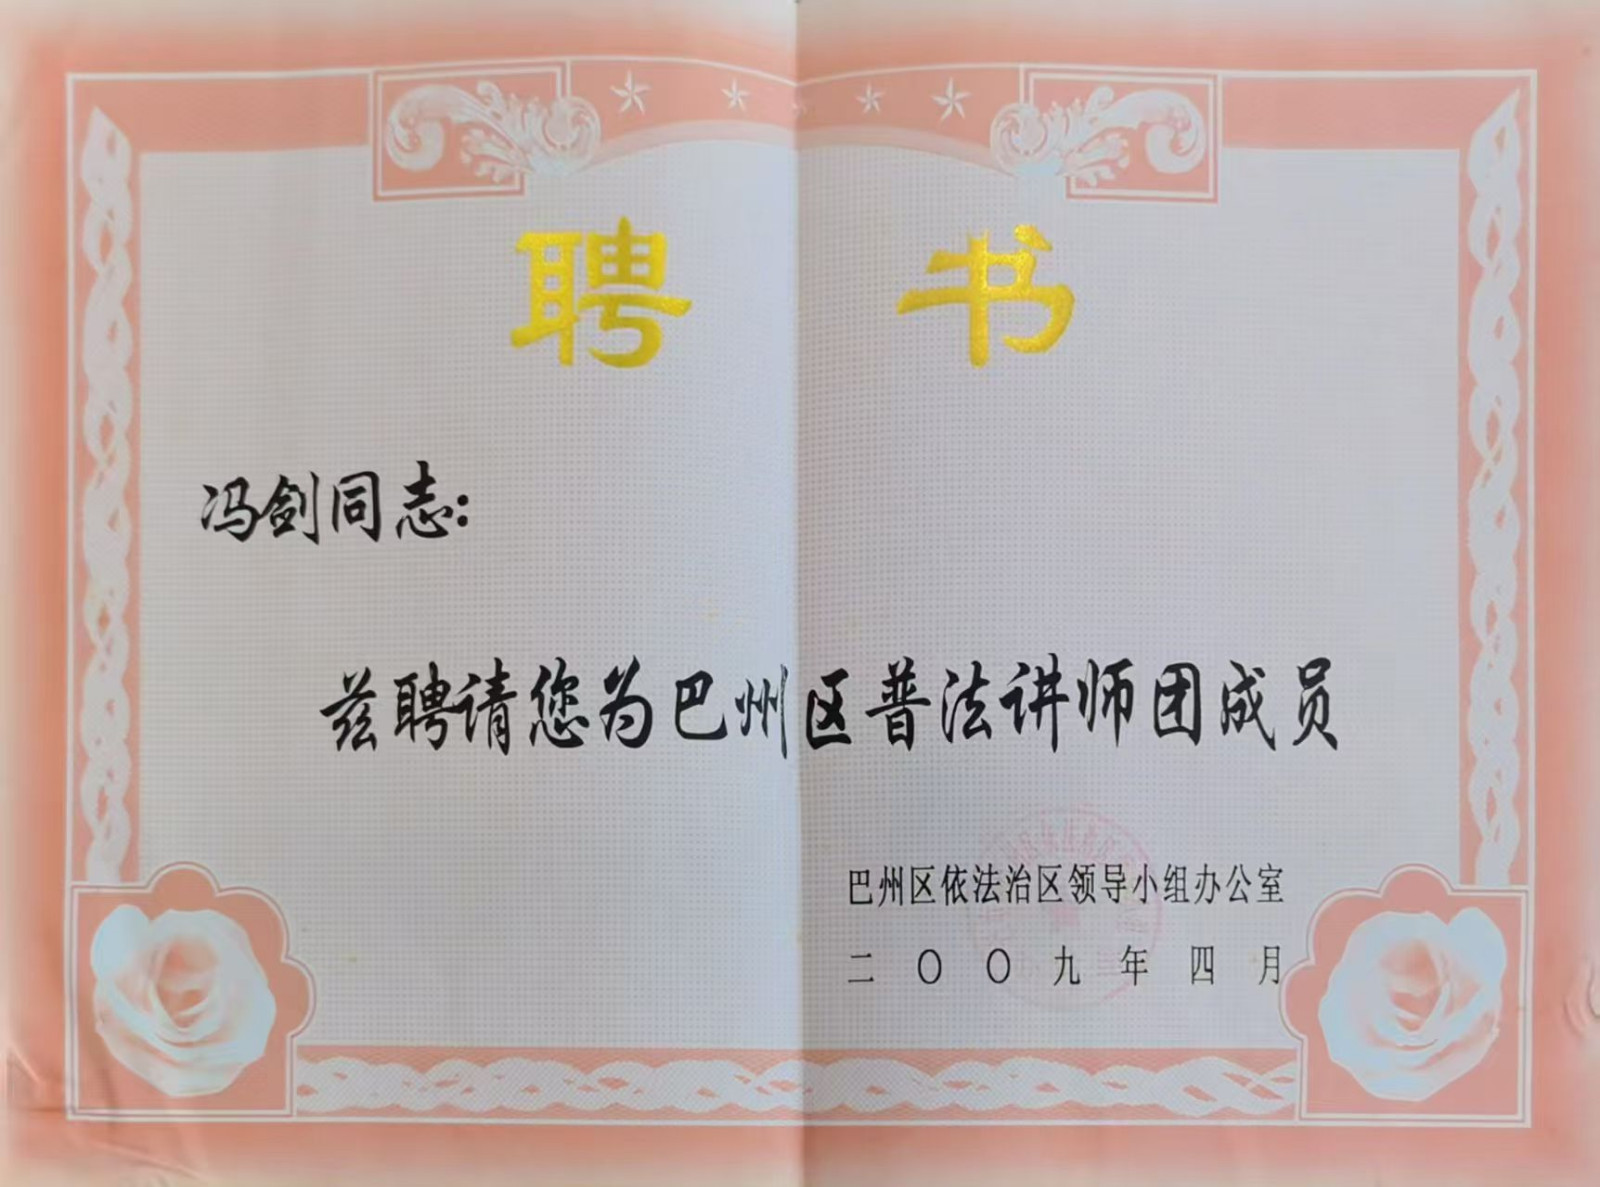 聘书
冯剑同志:
兹聘请您为巴州区普法讲师团成员
巴州区依法治区领导小组办公室
二〇〇九年四月